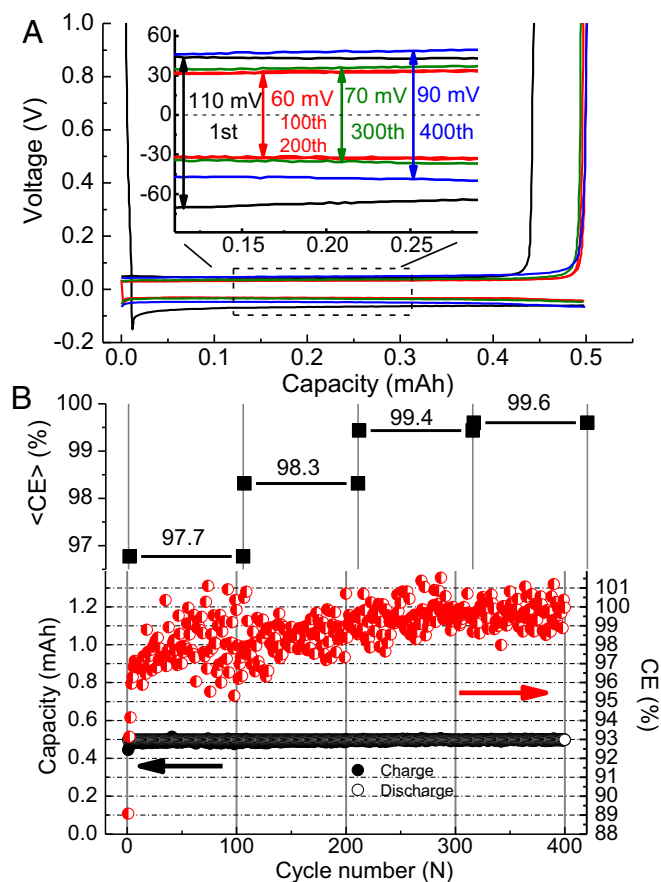 A
Voltage (V)
1.0
0.8
0.6
0.4
0.2
0.0
-0.2
60
30
0
-30
-60
110 mV 60 mV 70 mV 90 mV
1st 100th 300th 400th
200th
0.15 0.20 0.25
0.0 0.1 0.2 0.3 0.4 0.5
Capacity (mAh)
B
<CE> (%)
100
99
98
97
97.7
98.3
99.4
99.6
Capacity (mAh)
1.2
1.0
0.8
0.6
0.4
0.2
0.0
101
100
99
98
97
96
95
94
93
92
91
90
89
88
CE (%)
Charge
Discharge
0 100 200 300 400
Cycle number (N)